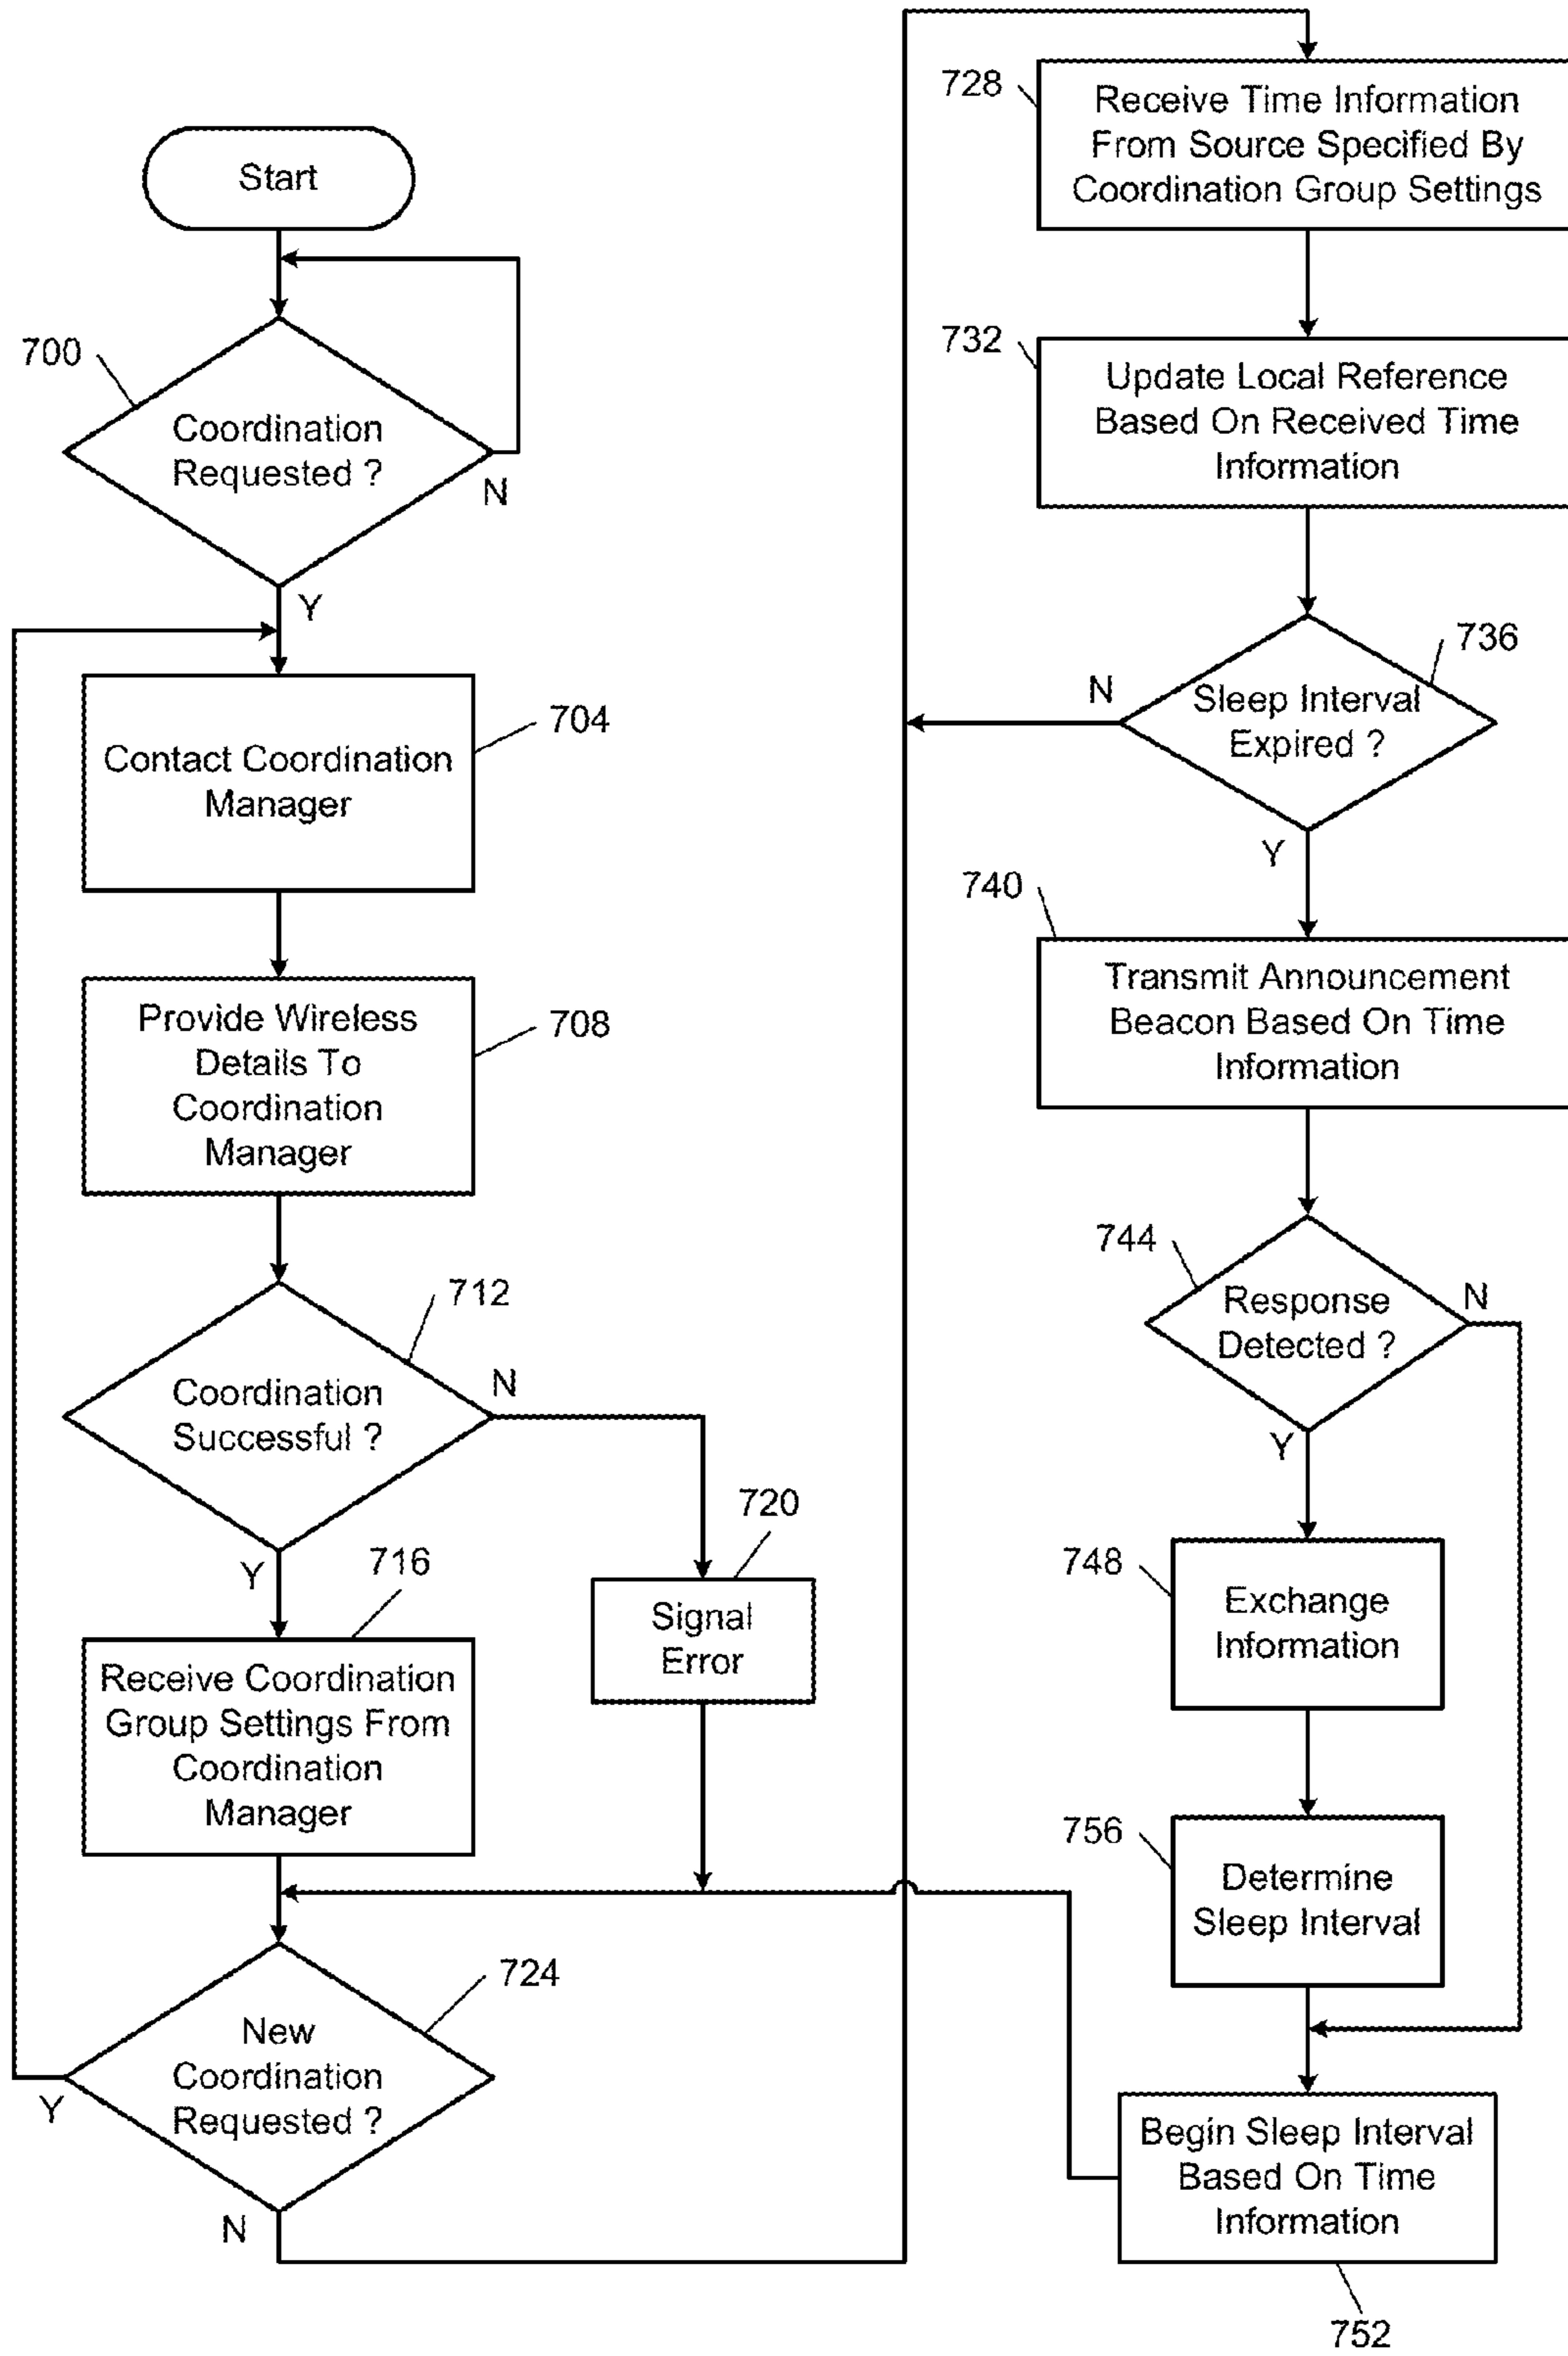 Start
700
Coordination
Requested ?
N
Y
704
Contact Coordination
Manager
Provide Wireless
Details To
Coordination
Manager
708
712
Coordination
Successful ?
N
Y
716
720
Signal
Error
Receive Coordination
Group Settings From
Coordination
Manager
724
New
Coordination
Requested ?
Y
N
728
Receive Time Information
From Source Specified By
Coordination Group Settings
732
Update Local Reference
Based On Received Time
Information
736
N
Sleep Interval
Expired ?
Y
740
Transmit Announcement
Beacon Based On Time
Information
744
Response
Detected ?
N
Y
748
Exchange
Information
756
Determine
Sleep Interval
Begin Sleep Interval
Based On Time
Information
752